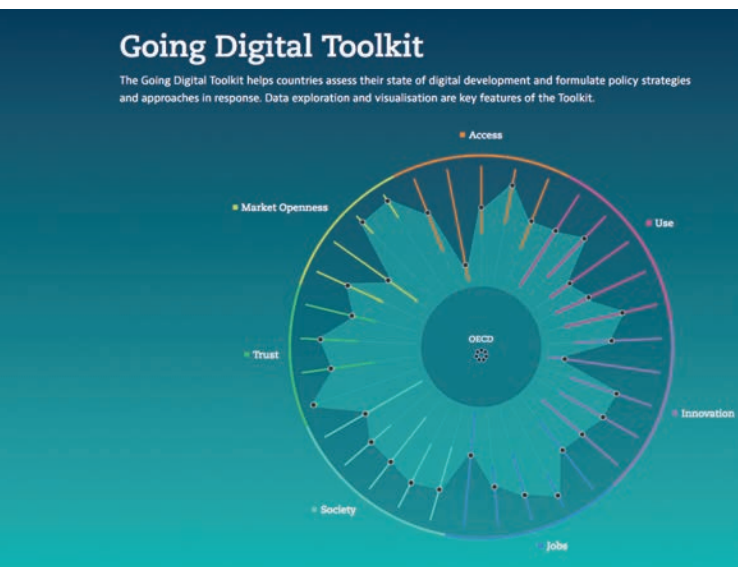 Going Digital Toolkit
The Going Digital Toolkit helps countries assess their state of digital development and formulate policy strategies
and approaches in response. Data exploration and visualisation are key features of the Toolkit.
Access
Market Openness
Use
OECD
Trust
Innovation
Society
Jobs